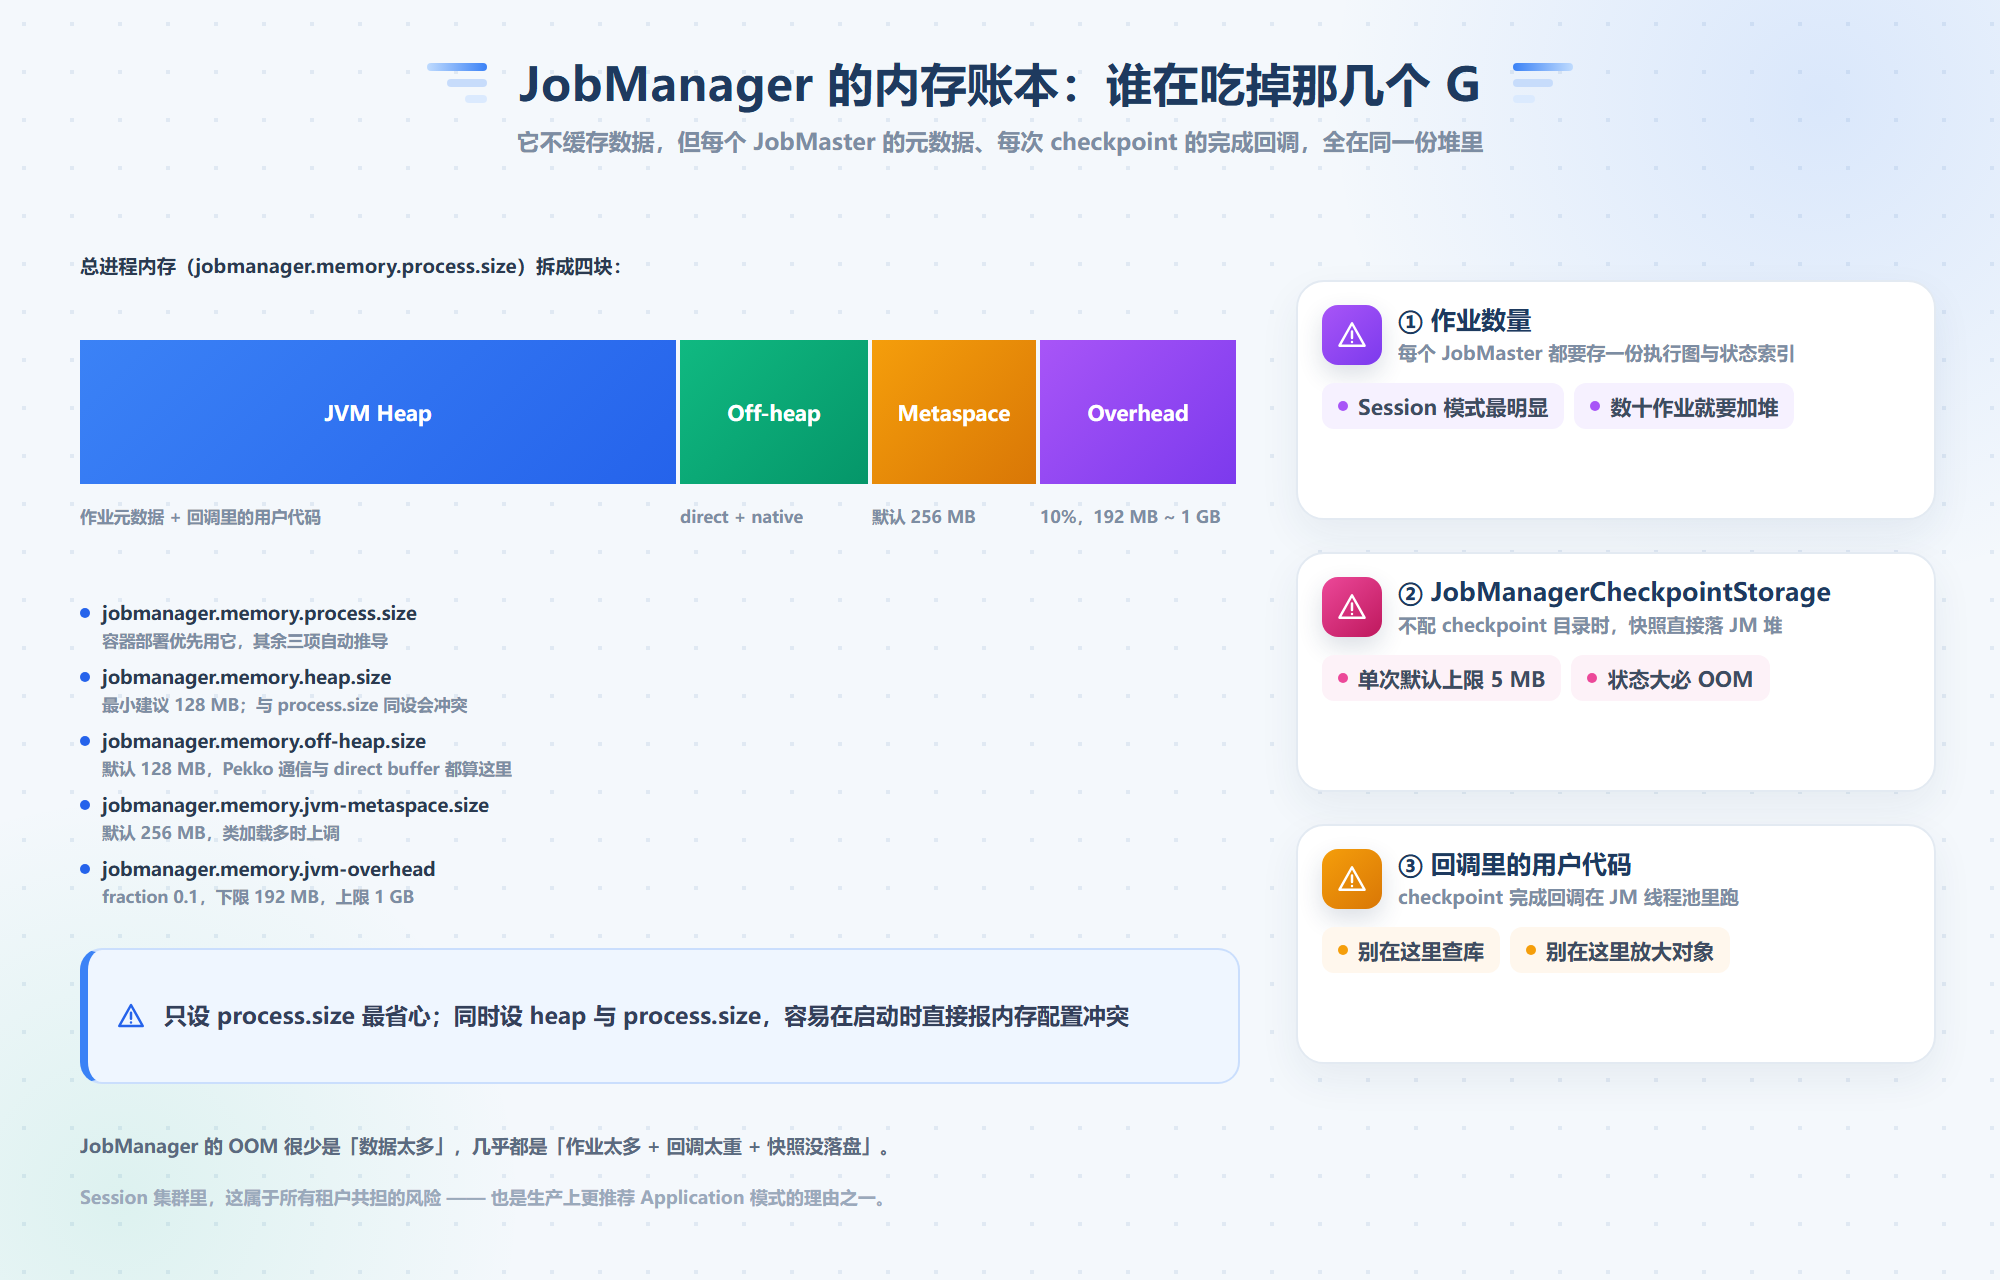 JobManager 的内存账本：谁在吃掉那几个 G
它不缓存数据，但每个 JobMaster 的元数据、每次 checkpoint 的完成回调，全在同一份堆里
总进程内存（jobmanager.memory.process.size）拆成四块：
JVM Heap
Off-heap
Metaspace
Overhead
作业元数据 + 回调里的用户代码
direct + native
默认 256 MB
10%，192 MB ~ 1 GB
jobmanager.memory.process.size
容器部署优先用它，其余三项自动推导
jobmanager.memory.heap.size
最小建议 128 MB；与 process.size 同设会冲突
jobmanager.memory.off-heap.size
默认 128 MB，Pekko 通信与 direct buffer 都算这里
jobmanager.memory.jvm-metaspace.size
默认 256 MB，类加载多时上调
jobmanager.memory.jvm-overhead
fraction 0.1，下限 192 MB，上限 1 GB
只设 process.size 最省心；同时设 heap 与 process.size，容易在启动时直接报内存配置冲突
JobManager 的 OOM 很少是「数据太多」，几乎都是「作业太多 + 回调太重 + 快照没落盘」。
Session 集群里，这属于所有租户共担的风险 —— 也是生产上更推荐 Application 模式的理由之一。
① 作业数量
每个 JobMaster 都要存一份执行图与状态索引
Session 模式最明显
数十作业就要加堆
② JobManagerCheckpointStorage
不配 checkpoint 目录时，快照直接落 JM 堆
单次默认上限 5 MB
状态大必 OOM
③ 回调里的用户代码
checkpoint 完成回调在 JM 线程池里跑
别在这里查库
别在这里放大对象